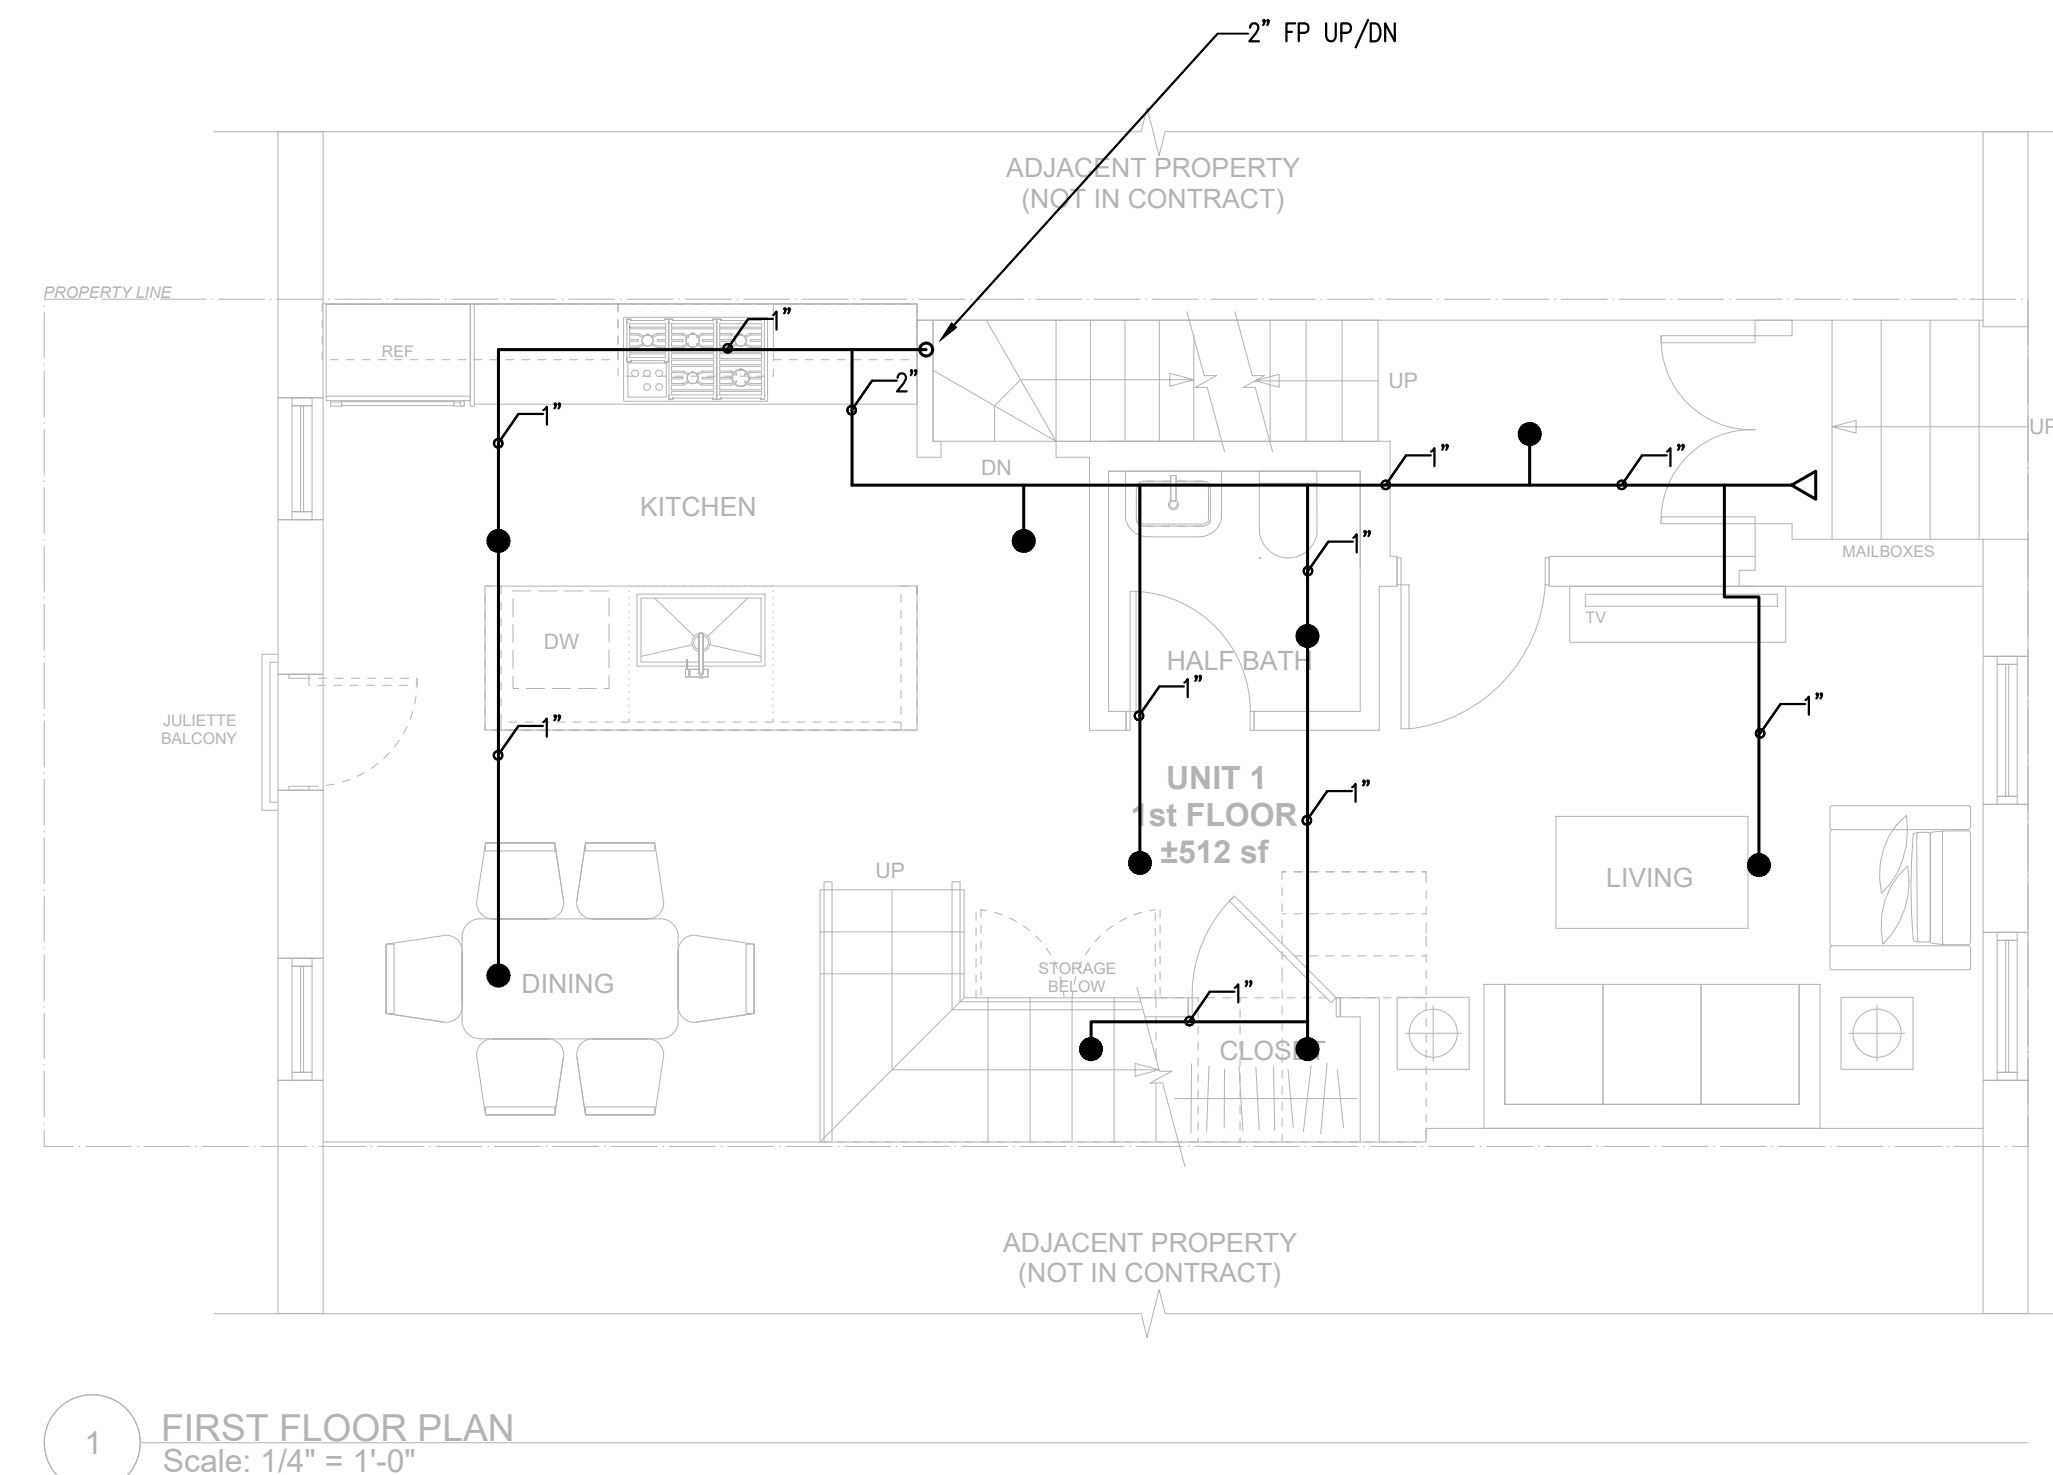 2" FP UP/DN
ADJACENT PROPERTY
(NOT IN CONTRACT)
PROPERTY LINE
1"
REF
2"
UP
1"
UP
1"
1"
DN
KITCHEN
1"
MAILBOXES
TV
DW
HALF BATH
1"
1"
1"
JULIETTE
BALCONY
UNIT 1
1st FLOOR
±512 sf
1"
UP
LIVING
STORAGE
BELOW
DINING
1"
CLOSET
ADJACENT PROPERTY
(NOT IN CONTRACT)
1
FIRST FLOOR PLAN
Scale: 1/4" = 1'-0"